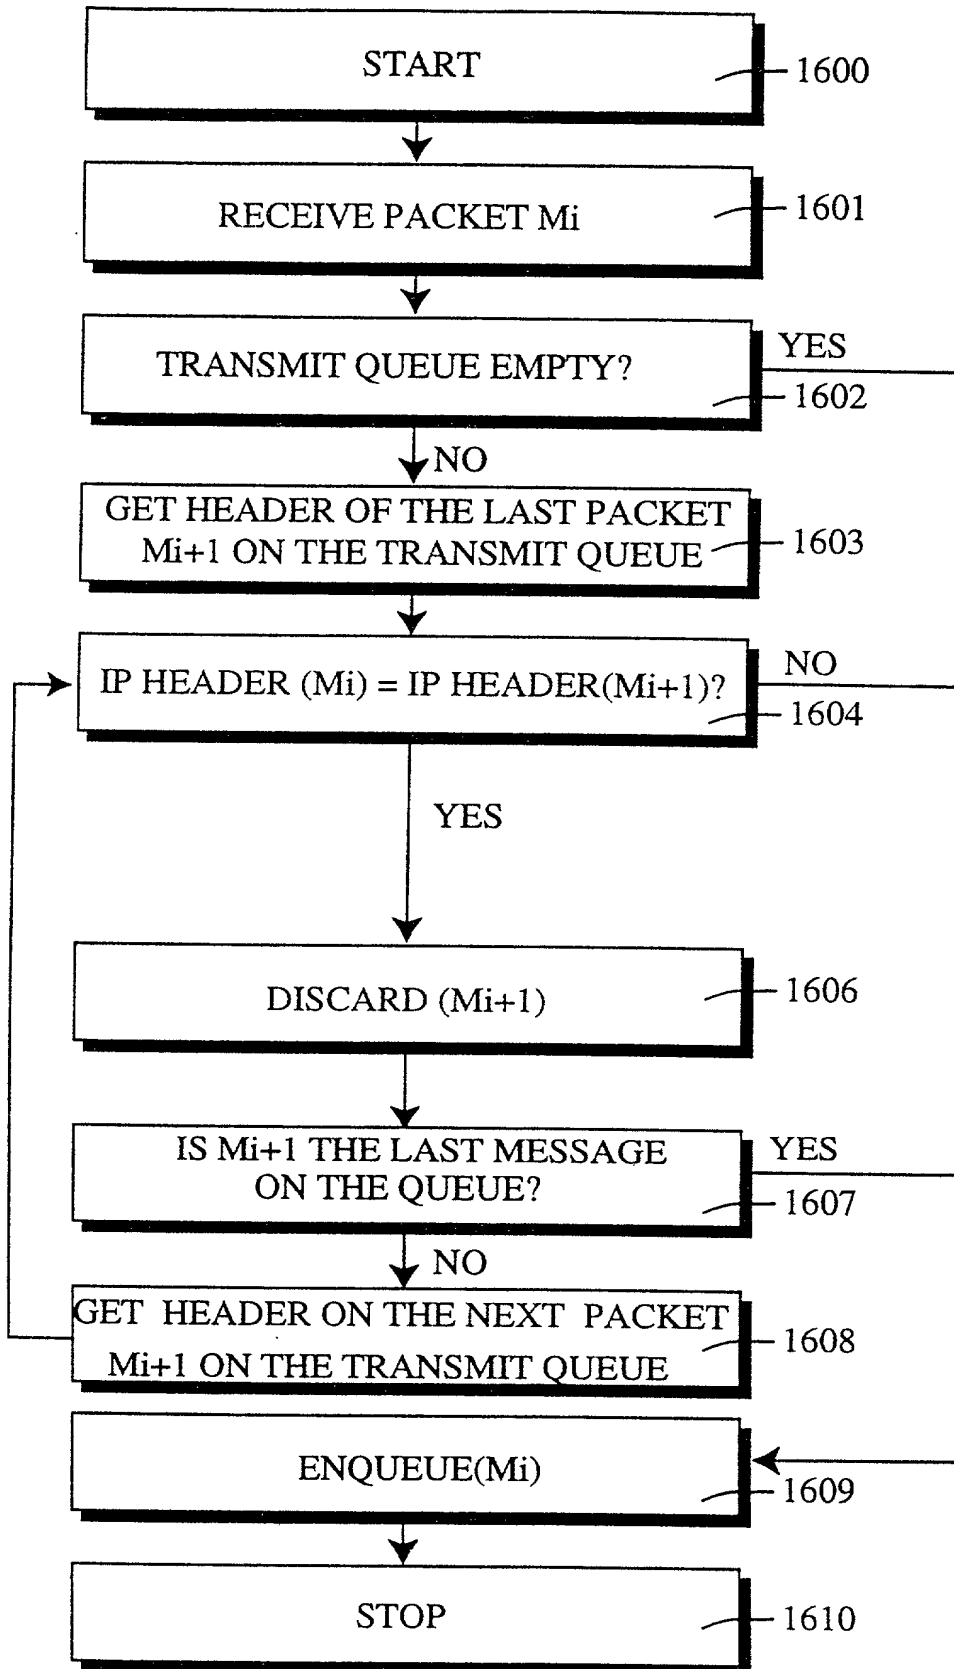 START
1600
RECEIVE PACKET Mi
1601
TRANSMIT QUEUE EMPTY?
YES
1602
NO
GET HEADER OF THE LAST PACKET
Mi+1 ON THE TRANSMIT QUEUE
1603
IP HEADER (Mi) = IP HEADER(Mi+1)?
NO
1604
YES
DISCARD (Mi+1)
1606
IS Mi+1 THE LAST MESSAGE
ON THE QUEUE?
YES
1607
NO
GET HEADER ON THE NEXT PACKET
Mi+1 ON THE TRANSMIT QUEUE
1608
ENQUEUE(Mi)
1609
STOP
1610